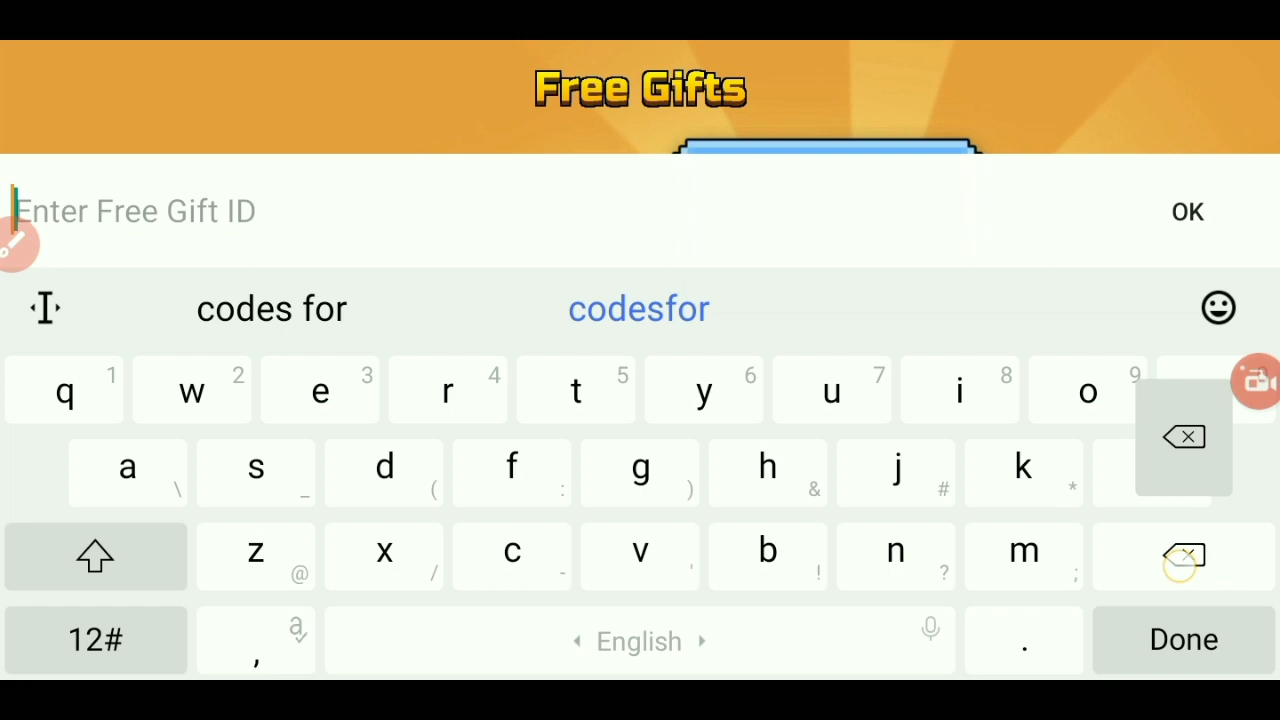 Free Gifts
Enter Free Gift ID
OK
codes for
codesfor
q 1 w 2 e 3 r 4 t 5 y 6 u 7 i 8 o 9
a \ s _ d ( f : g ) h & j # k *
z @ x / c - v ' b ! n ? m ;
12# , a English . Done